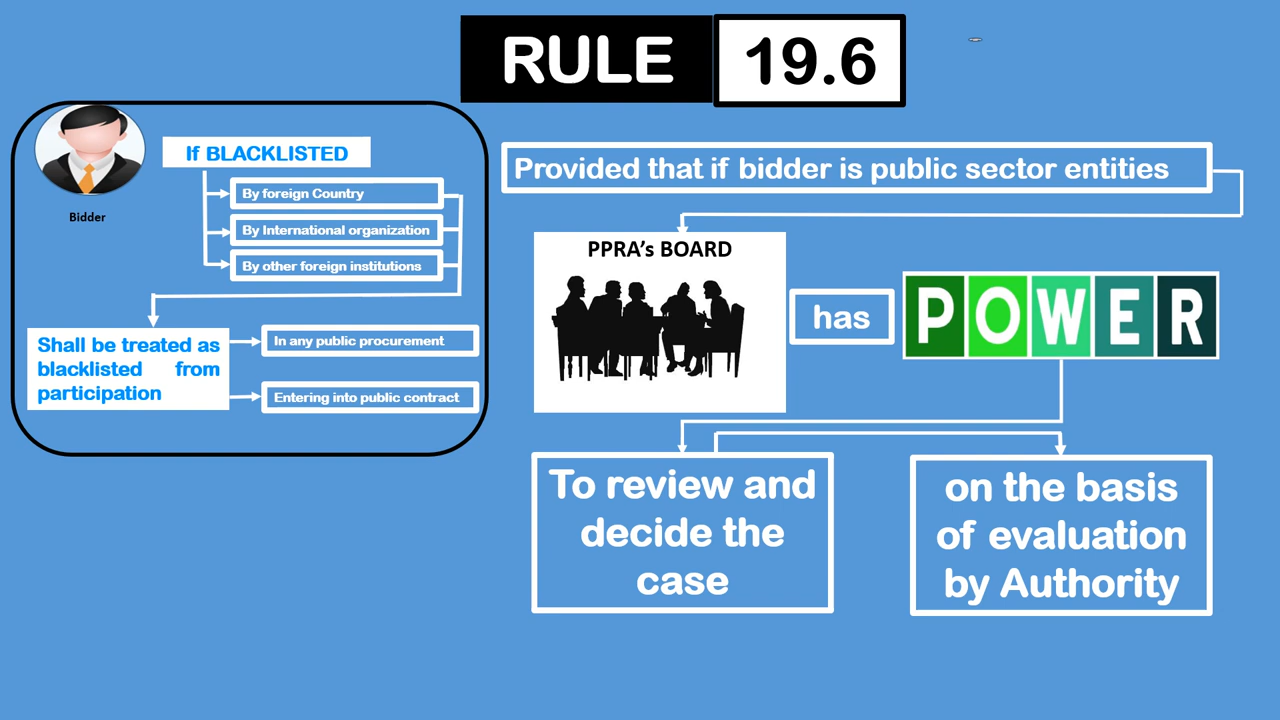 RULE 19.6
If BLACKLISTED
Bidder
By foreign Country
By International organization
By other foreign institutions
Shall be treated as
blacklisted from
participation
In any public procurement
Entering into public contract
Provided that if bidder is public sector entities
PPRA's BOARD
has
POWER
To review and
decide the
case
on the basis
of evaluation
by Authority